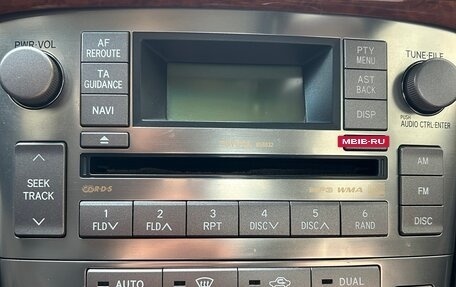 PWR·VOL
AF
REROUTE
TA
GUIDANCE
NAVI
PTY
MENU
AST
BACK
DISP
TUNE·FILE
PUSH
AUDIO CTRL·ENTER
MBIB-RU
SEEK
TRACK
R·D·S
MP3 WMA
AM
FM
DISC
1
FLD∨
2
FLD∧
3
RPT
4
DISC∨
5
DISC∧
6
RAND
AUTO
DUAL